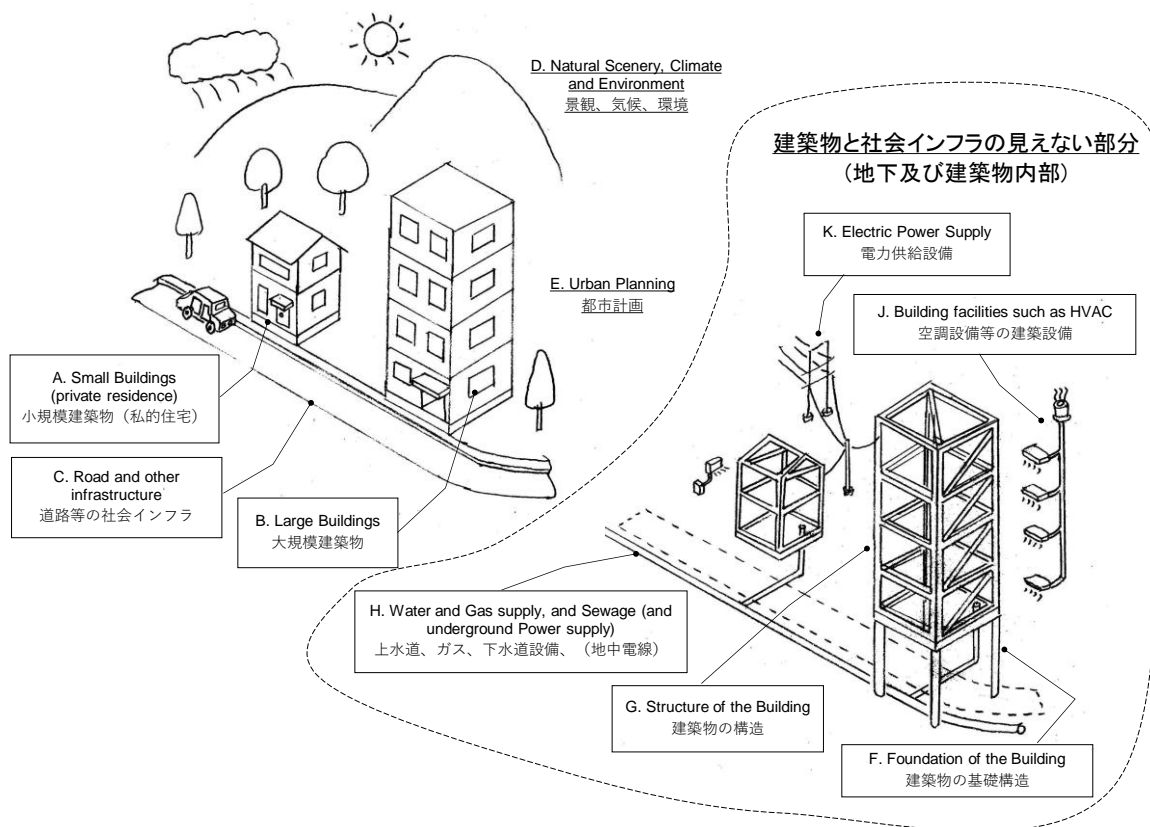 D. Natural Scenery, Climate
and Environment
景観、気候、環境
建築物と社会インフラの見えない部分
(地下及び建築物内部)
K. Electric Power Supply
電力供給設備
E. Urban Planning
都市計画
J. Building facilities such as HVAC
空調設備等の建築設備
A. Small Buildings
(private residence)
小規模建築物（私的住宅）
C. Road and other
infrastructure
道路等の社会インフラ
B. Large Buildings
大規模建築物
H. Water and Gas supply, and Sewage (and
underground Power supply)
上水道、ガス、下水道設備、（地中電線）
G. Structure of the Building
建築物の構造
F. Foundation of the Building
建築物の基礎構造